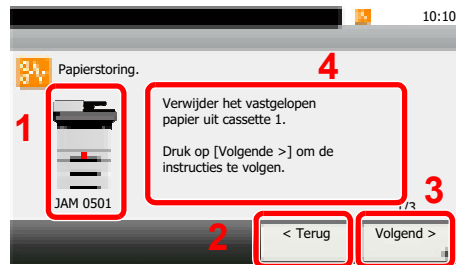 10:10
Papierstoring.
4
1
Verwijder het vastgelopen
papier uit cassette 1.
Druk op [Volgende >] om de
instructies te volgen.
JAM 0501
3
1/3
2
< Terug
Volgend >